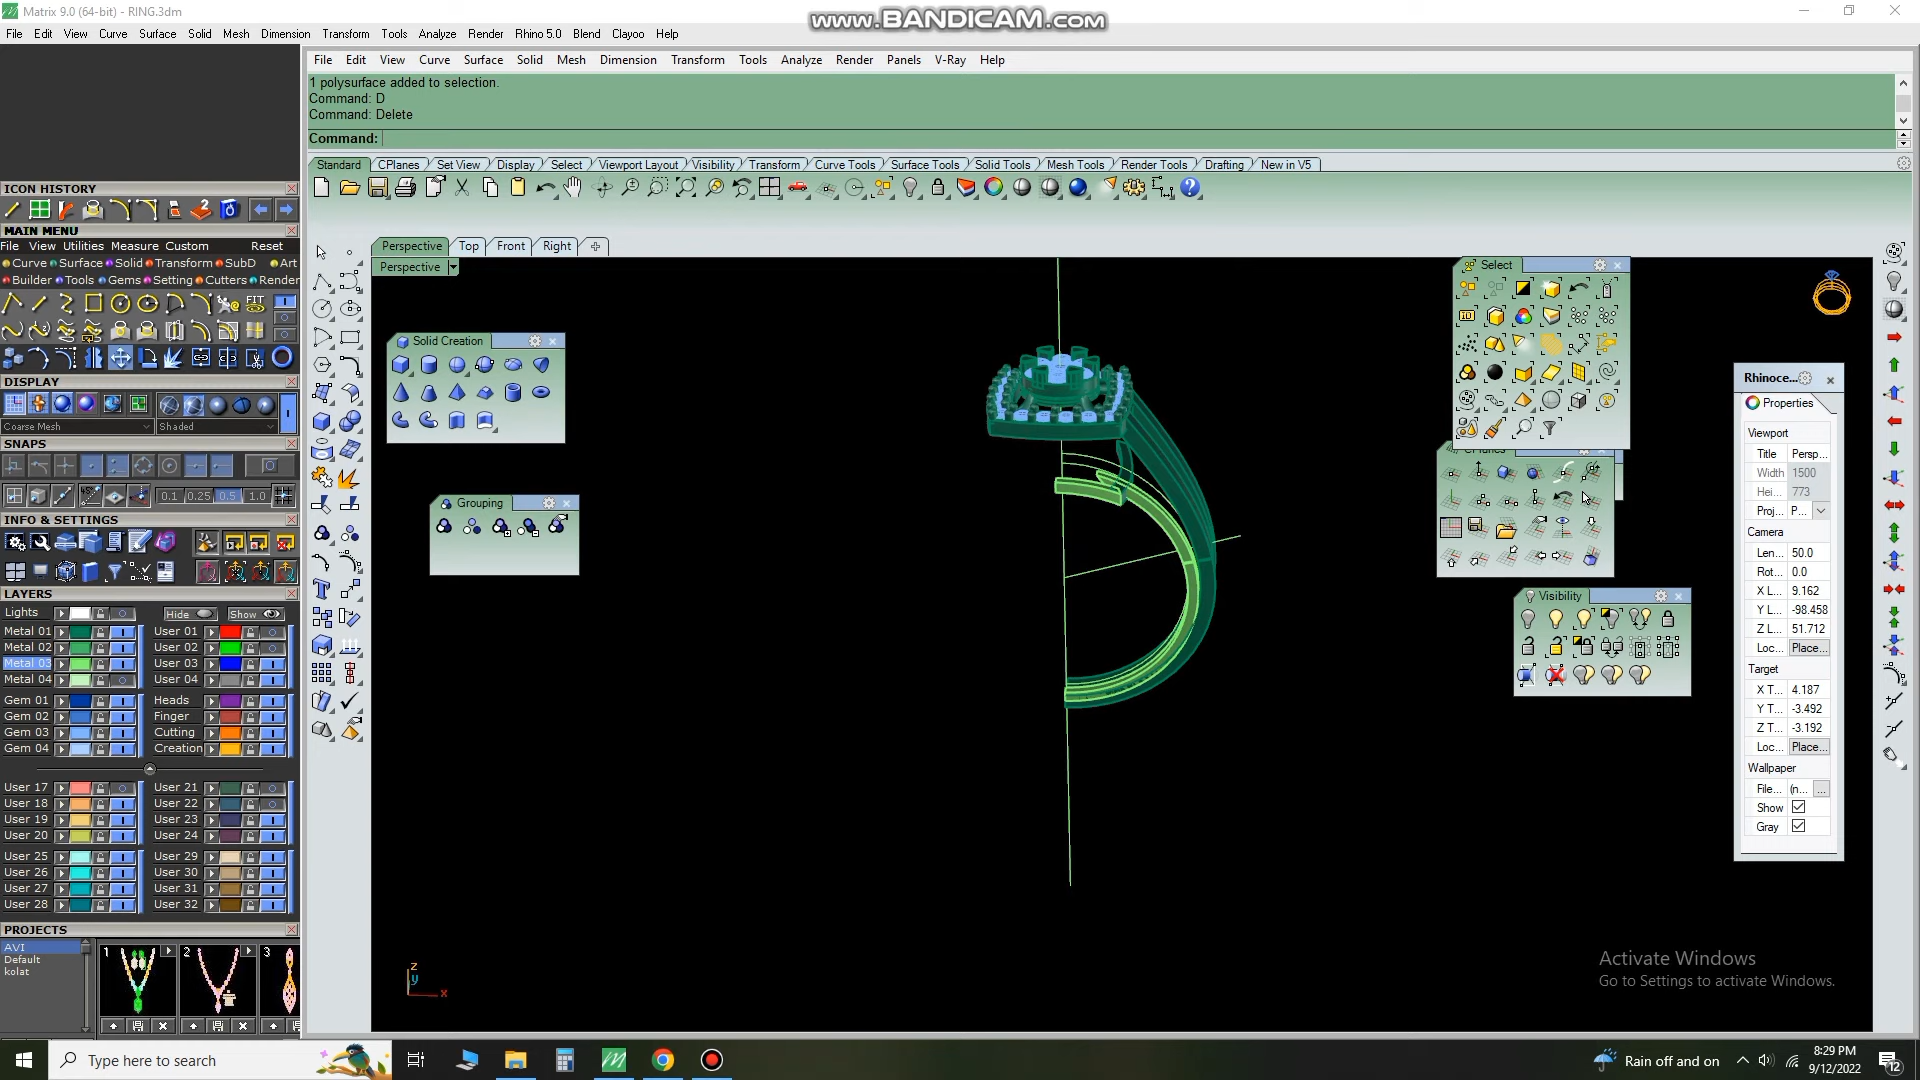 Matrix 9.0 (64-bit) - RING.3dm
www.BANDICAM.com
File Edit View Curve Surface Solid Mesh Dimension Transform Tools Analyze Render Rhino 5.0 Blend Clayoo Help
File Edit View Curve Surface Solid Mesh Dimension Transform Tools Analyze Render Panels V-Ray Help
1 polysurface added to selection.
Command: D
Command: Delete
Command:
Standard CPlanes Set View Display Select Viewport Layout Visibility Transform Curve Tools Surface Tools Solid Tools Mesh Tools Render Tools Drafting New in V5
ICON HISTORY
MAIN MENU
File View Utilities Measure Custom Reset
Curve Surface Solid Transform SubD Art
Builder Tools Gems Setting Cutters Render
FIT
DISPLAY
Coarse Mesh Shaded
SNAPS
0.1 0.25 0.5 1.0
INFO & SETTINGS
LAYERS
Lights Hide Show
Metal 01 User 01
Metal 02 User 02
Metal 03 User 03
Metal 04 User 04
Gem 01 Heads
Gem 02 Finger
Gem 03 Cutting
Gem 04 Creation
User 17 User 21
User 18 User 22
User 19 User 23
User 20 User 24
User 25 User 29
User 26 User 30
User 27 User 31
User 28 User 32
PROJECTS
AVI
Default
kolat
1 2 3
Perspective Top Front Right
Perspective
Solid Creation
Grouping
Select
CPlanes
Visibility
Rhinoce...
Properties
Viewport
Title Persp...
Width 1500
Hei... 773
Proj... P...
Camera
Len... 50.0
Rot... 0.0
X L... 9.162
Y L... -98.458
Z L... 51.712
Loc... Place...
Target
X T... 4.187
Y T... -3.492
Z T... -3.192
Loc... Place...
Wallpaper
File... (n... ...
Show
Gray
z
y
x
Activate Windows
Go to Settings to activate Windows.
Type here to search
Rain off and on
8:29 PM
9/12/2022
12